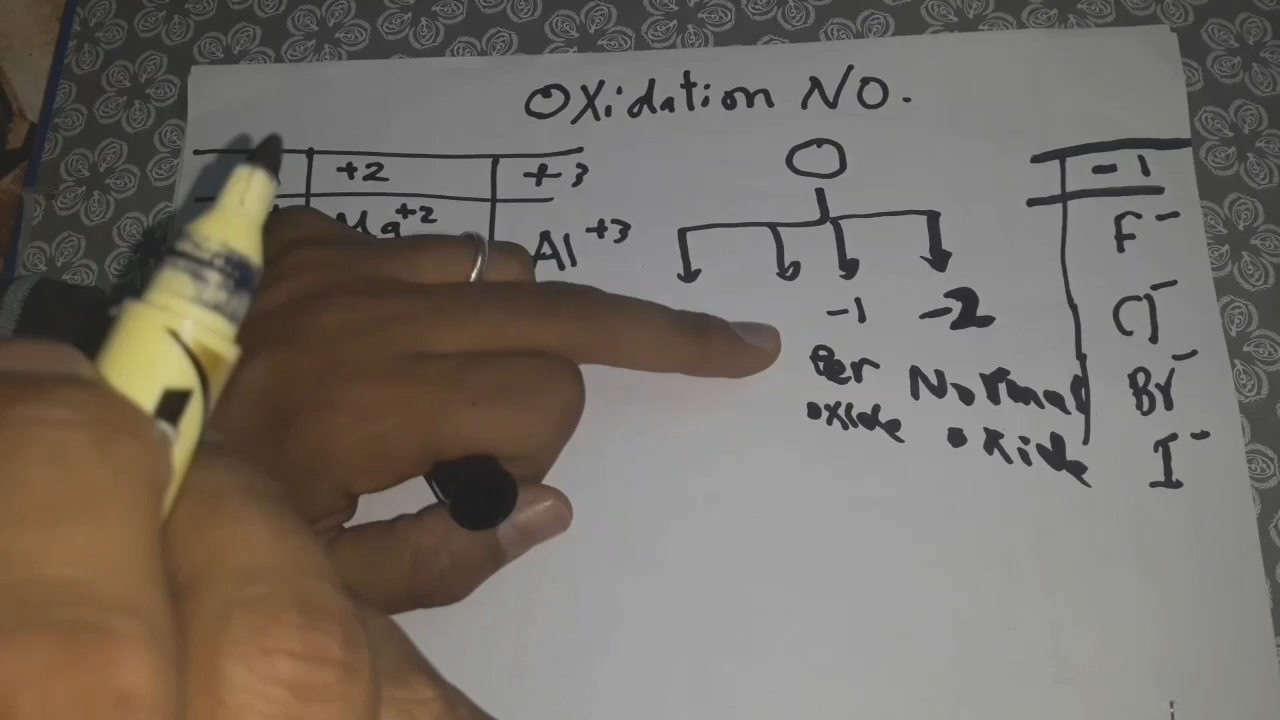 Oxidation NO.
+2
+3
Mg+2
Al+3
O
-1
-2
Per
oxide
Normal
oxide
-1
F-
Cl-
Br-
I-